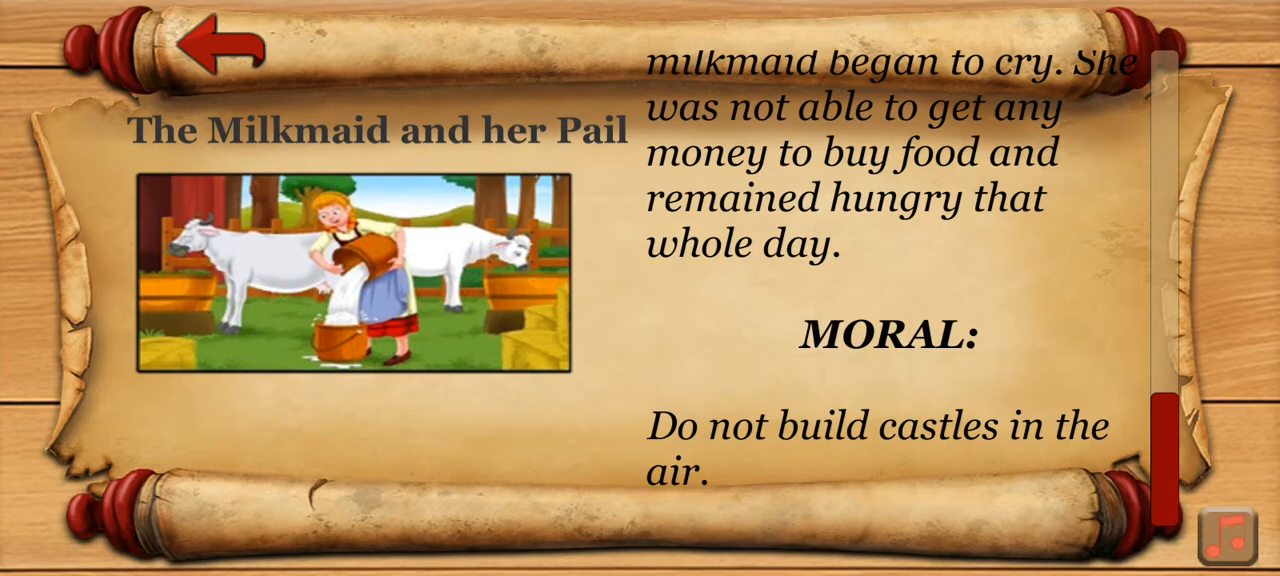 The Milkmaid and her Pail
milkmaid began to cry. She
was not able to get any
money to buy food and
remained hungry that
whole day.
MORAL:
Do not build castles in the
air.